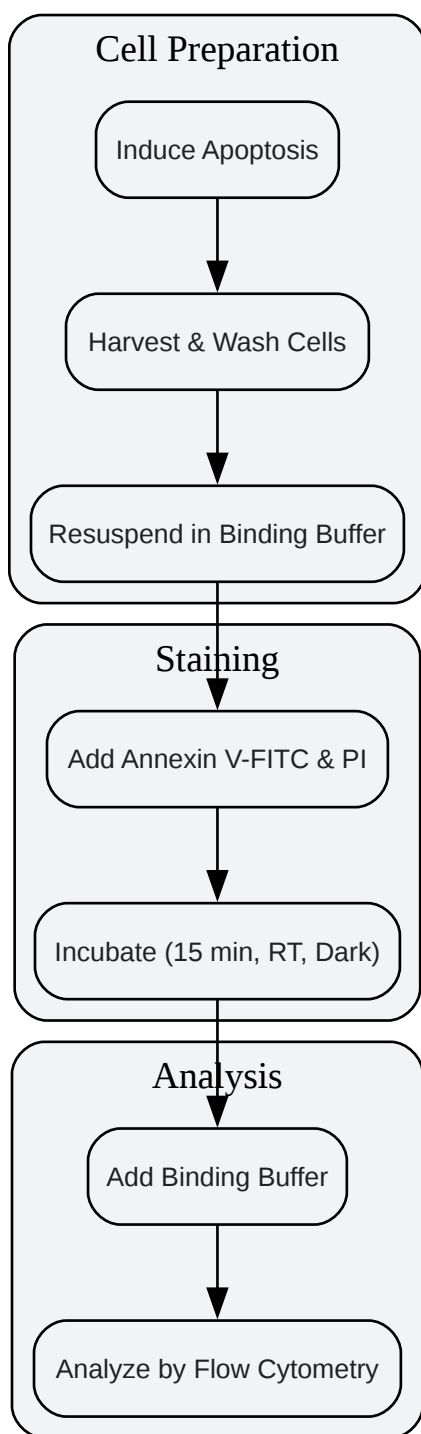 Cell Preparation
Induce Apoptosis
Harvest & Wash Cells
Resuspend in Binding Buffer
Staining
Add Annexin V-FITC & PI
Incubate (15 min, RT, Dark)
Analysis
Add Binding Buffer
Analyze by Flow Cytometry